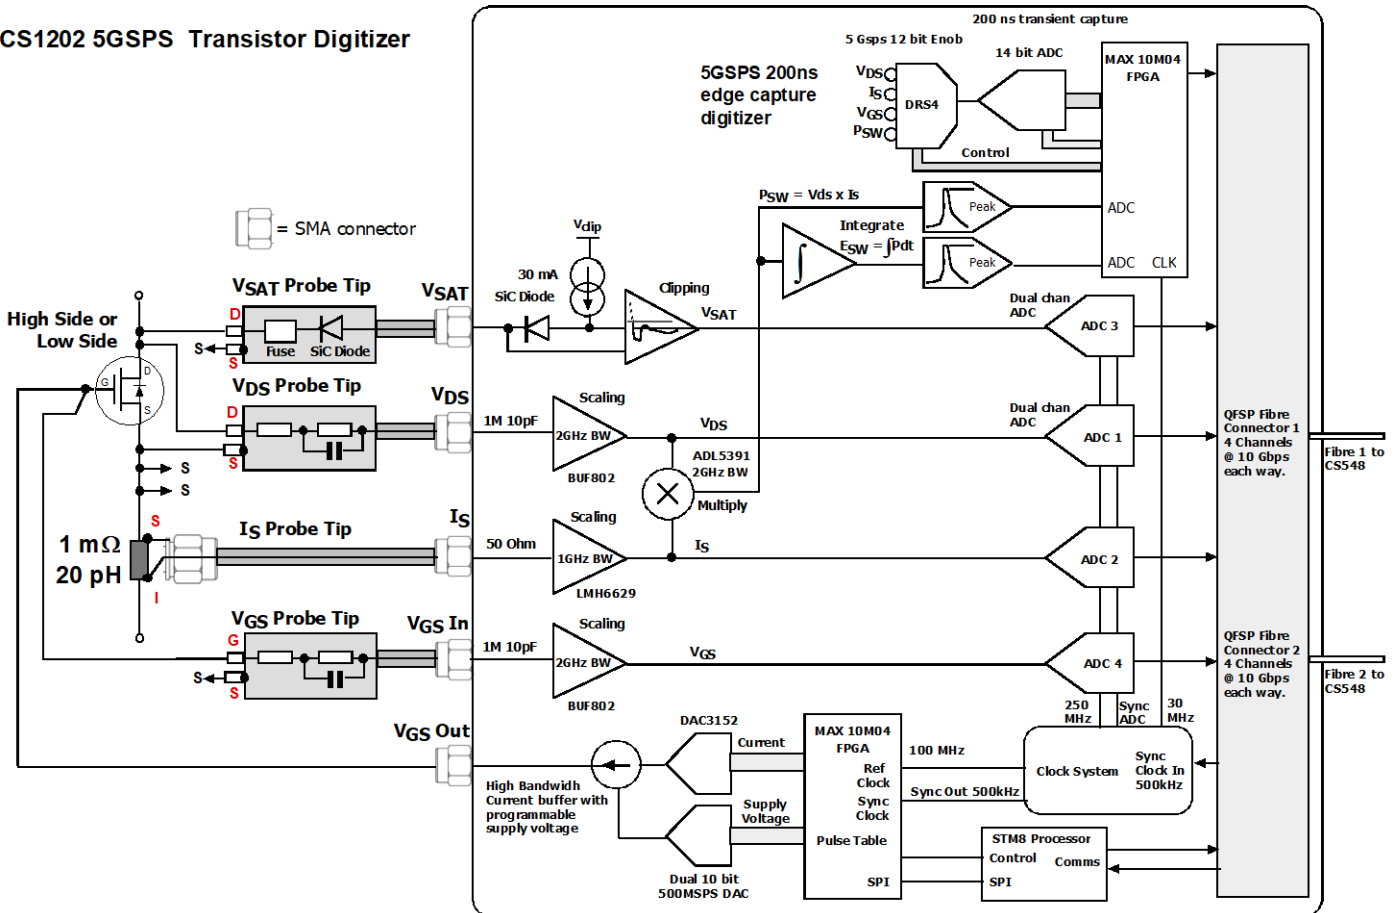 CS1202 5GSPS  Transistor Digitizer
200 ns transient capture
5 Gsps 12 bit Enob
14 bit ADC
MAX 10M04
FPGA
5GSPS 200ns
edge capture
digitizer
VDS
IS
VGS
PSW
DRS4
Control
PSW = Vds x Is
Peak
ADC
Integrate
ESW = ∫Pdt
Peak
ADC
CLK
= SMA connector
Vclip
30 mA
SiC Diode
Clipping
VSAT
Dual chan
ADC
ADC 3
VSAT Probe Tip
VSAT
High Side or
Low Side
D
S
S
Fuse
SiC Diode
G
D
S
VDS Probe Tip
VDS
D
S
1M 10pF
Scaling
2GHz BW
BUF802
VDS
ADL5391
2GHz BW
Multiply
Dual chan
ADC
ADC 1
QFSP Fibre
Connector 1
4 Channels
@ 10 Gbps
each way.
Fibre 1 to
CS548
S
S
S
I
1 mΩ
20 pH
IS Probe Tip
IS
50 Ohm
Scaling
1GHz BW
LMH6629
IS
ADC 2
VGS Probe Tip
VGS In
G
S
S
1M 10pF
Scaling
2GHz BW
BUF802
VGS
ADC 4
QFSP Fibre
Connector 2
4 Channels
@ 10 Gbps
each way.
Fibre 2 to
CS548
250
MHz
Sync
ADC
30
MHz
VGS Out
High Bandwidh
Current buffer with
programmable
supply voltage
DAC3152
Current
Supply
Voltage
Dual 10 bit
500MSPS DAC
MAX 10M04
FPGA
Ref
Clock
Sync
Clock
Pulse Table
SPI
100 MHz
Sync Out 500kHz
Clock System
Sync
Clock In
500kHz
STM8 Processor
Control
Comms
SPI